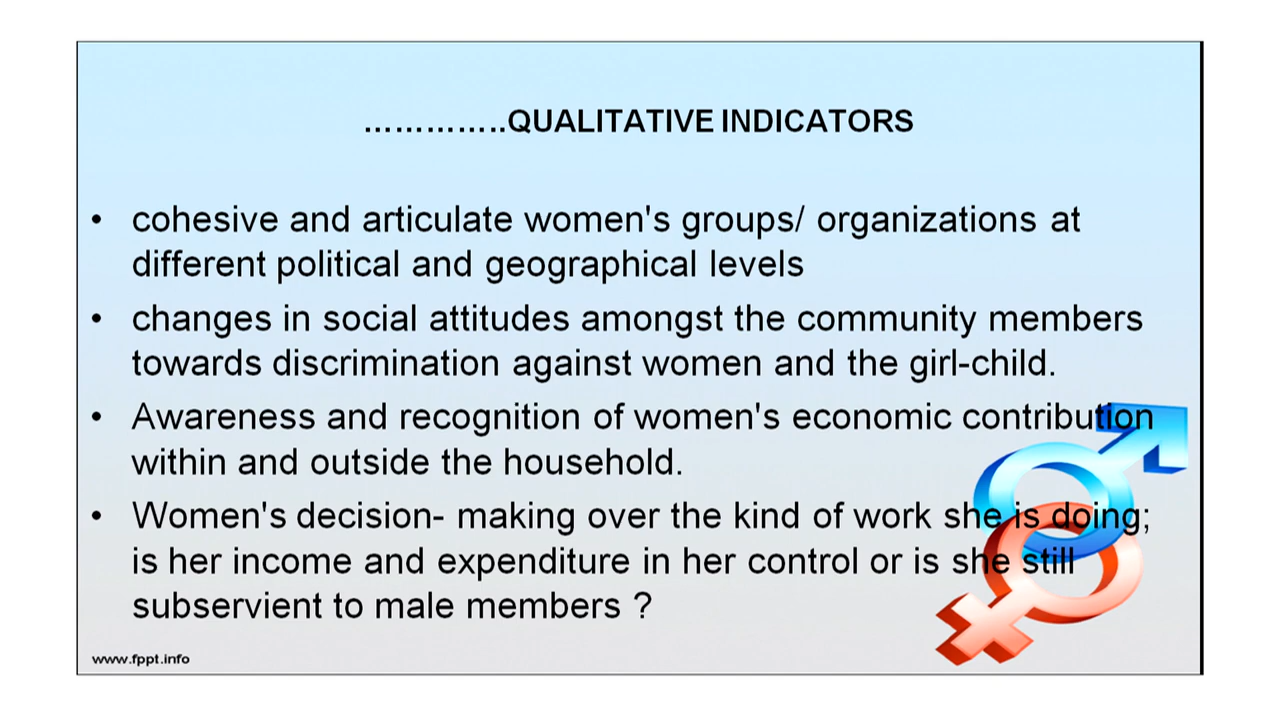 …………..QUALITATIVE INDICATORS
• cohesive and articulate women's groups/ organizations at
different political and geographical levels
• changes in social attitudes amongst the community members
towards discrimination against women and the girl-child.
• Awareness and recognition of women's economic contribution
within and outside the household.
• Women's decision- making over the kind of work she is doing;
is her income and expenditure in her control or is she still
subservient to male members ?
www.fppt.info